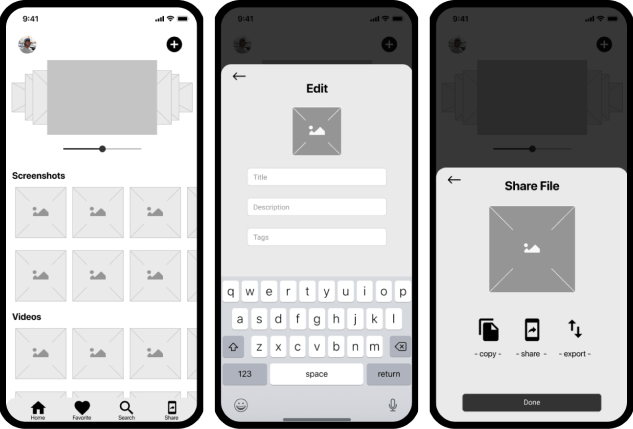 9:41
Screenshots
Videos
Home Favorite Search Share
9:41
Edit
Title
Description
Tags
q w e r t y u i o p
a s d f g h j k l
z x c v b n m
123 space return
9:41
Share File
- copy - - share - - export -
Done